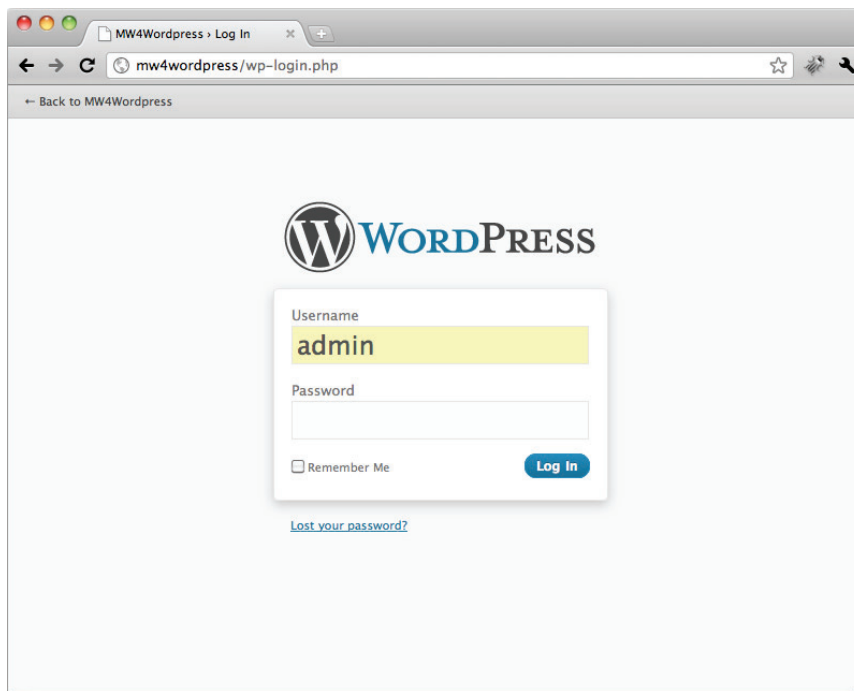 MW4Wordpress › Log In
mw4wordpress/wp-login.php
← Back to MW4Wordpress
WORDPRESS
Username
admin
Password
Remember Me
Log In
Lost your password?